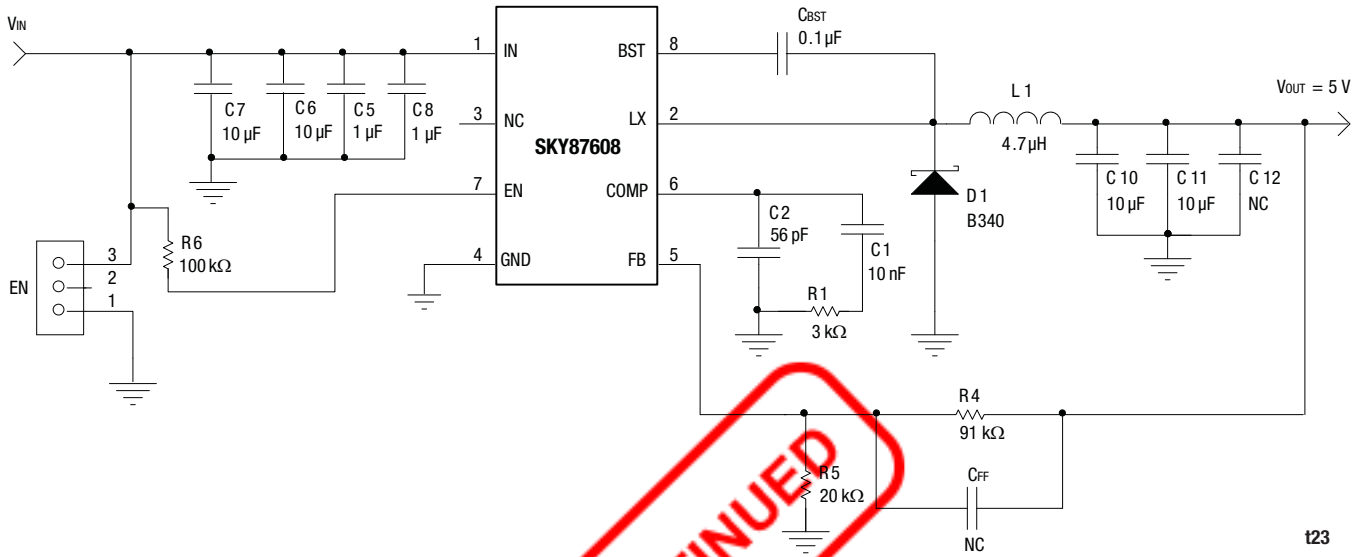 VIN
C7
10 µF
C6
10 µF
C5
1 µF
C8
1 µF
R6
100 kΩ
EN
3
2
1
1
IN
3
NC
7
EN
4
GND
SKY87608
BST
8
LX
2
COMP
6
FB
5
CBST
0.1 µF
L1
4.7 µH
VOUT = 5 V
D1
B340
C10
10 µF
C11
10 µF
C12
NC
C2
56 pF
C1
10 nF
R1
3 kΩ
R4
91 kΩ
R5
20 kΩ
CFF
NC
TINUED
t23